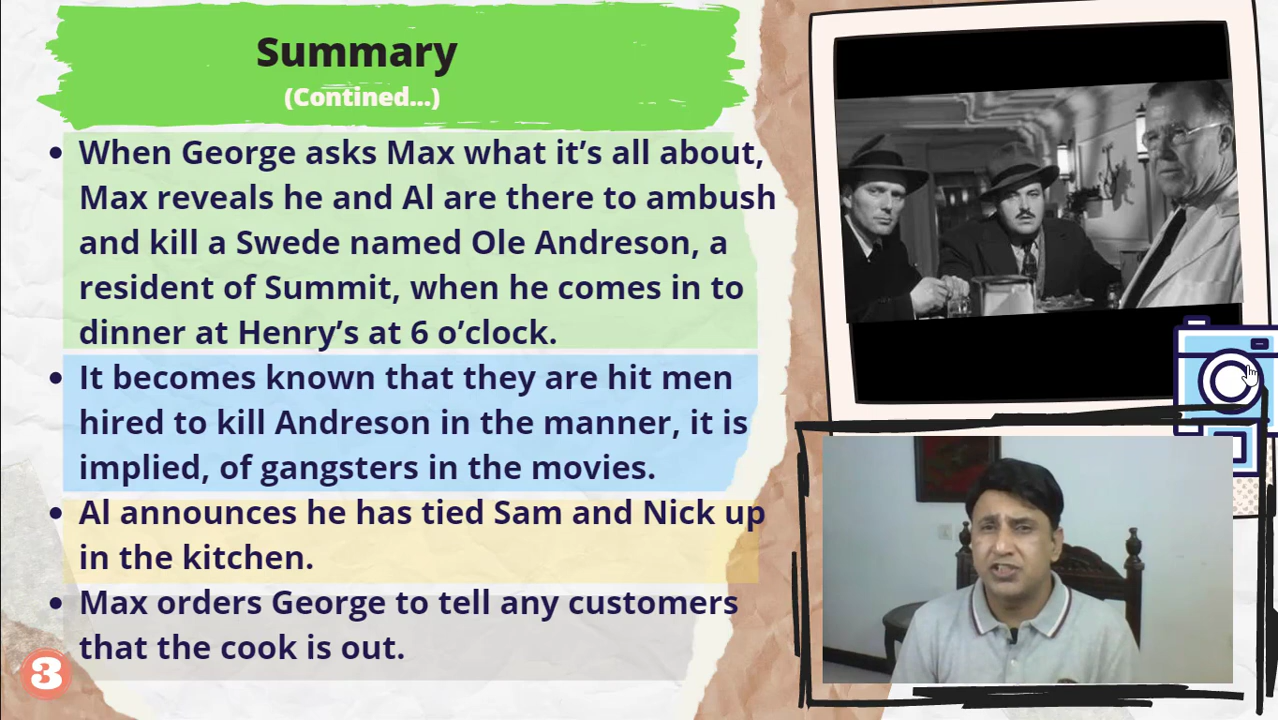 Summary
(Contined...)
• When George asks Max what it's all about,
Max reveals he and Al are there to ambush
and kill a Swede named Ole Andreson, a
resident of Summit, when he comes in to
dinner at Henry's at 6 o'clock.
• It becomes known that they are hit men
hired to kill Andreson in the manner, it is
implied, of gangsters in the movies.
• Al announces he has tied Sam and Nick up
in the kitchen.
• Max orders George to tell any customers
that the cook is out.
3